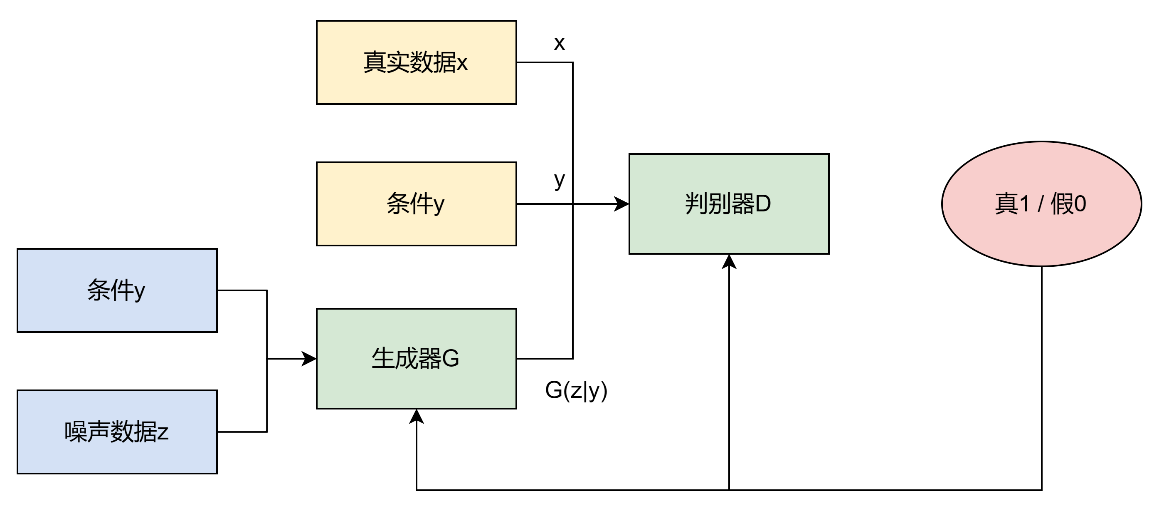 真实数据x
x
条件y
y
判别器D
真1 / 假0
条件y
生成器G
G(z|y)
噪声数据z